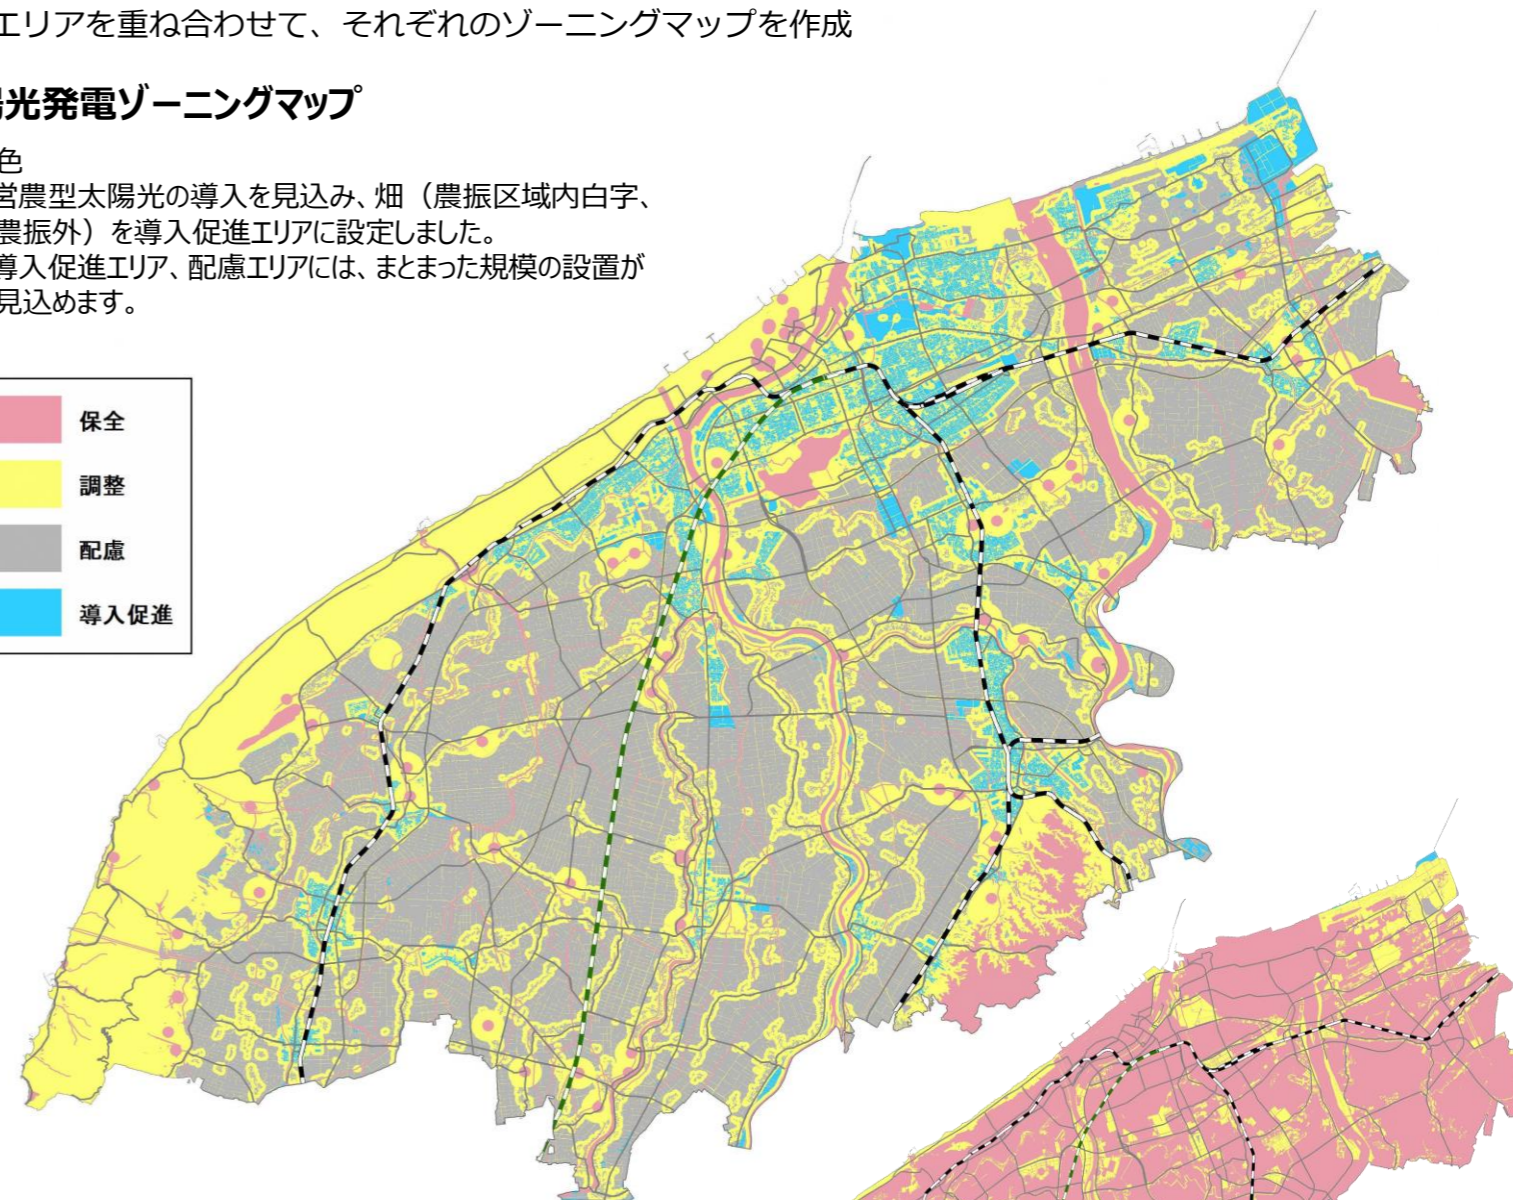 エリアを重ね合わせて、それぞれのゾーニングマップを作成
陽光発電ゾーニングマップ
色
営農型太陽光の導入を見込み、畑（農振区域内白字、
農振外）を導入促進エリアに設定しました。
導入促進エリア、配慮エリアには、まとまった規模の設置が
見込めます。
保全
調整
配慮
導入促進